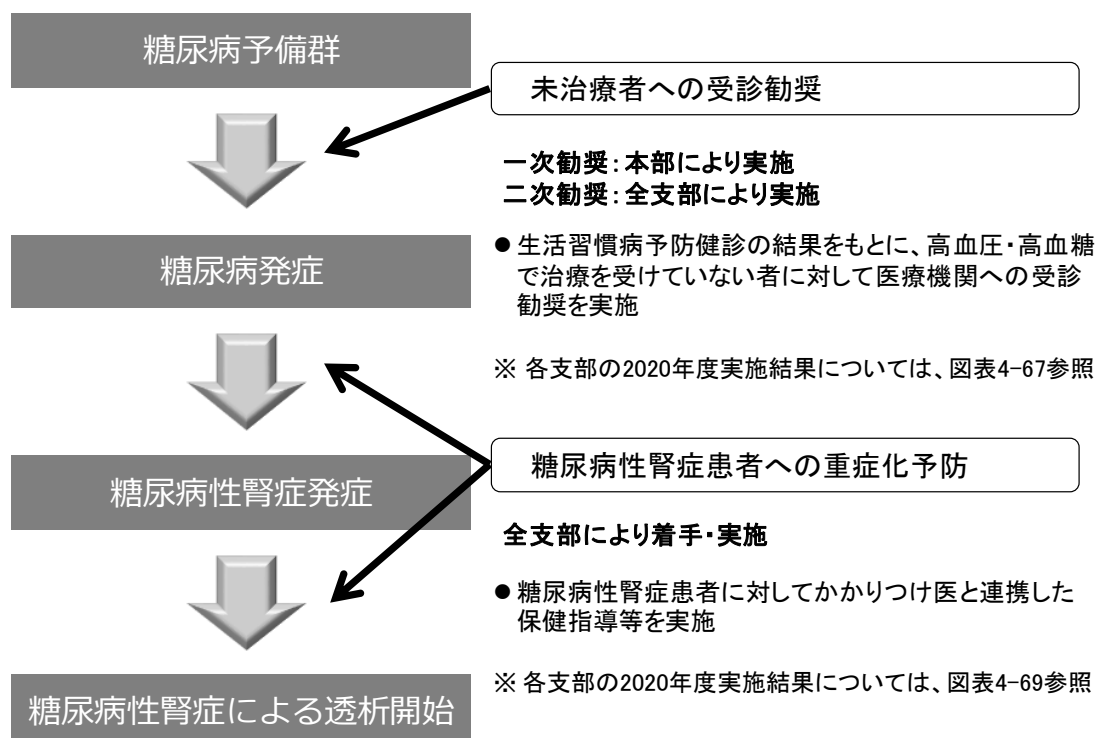 糖尿病予備群
未治療者への受診勧奨
一次勧奨：本部により実施
二次勧奨：全支部により実施
糖尿病発症
●生活習慣病予防健診の結果をもとに、高血圧・高血糖
で治療を受けていない者に対して医療機関への受診
勧奨を実施
※ 各支部の2020年度実施結果については、図表4-67参照
糖尿病性腎症発症
糖尿病性腎症患者への重症化予防
全支部により着手・実施
●糖尿病性腎症患者に対してかかりつけ医と連携した
保健指導等を実施
※ 各支部の2020年度実施結果については、図表4-69参照
糖尿病性腎症による透析開始